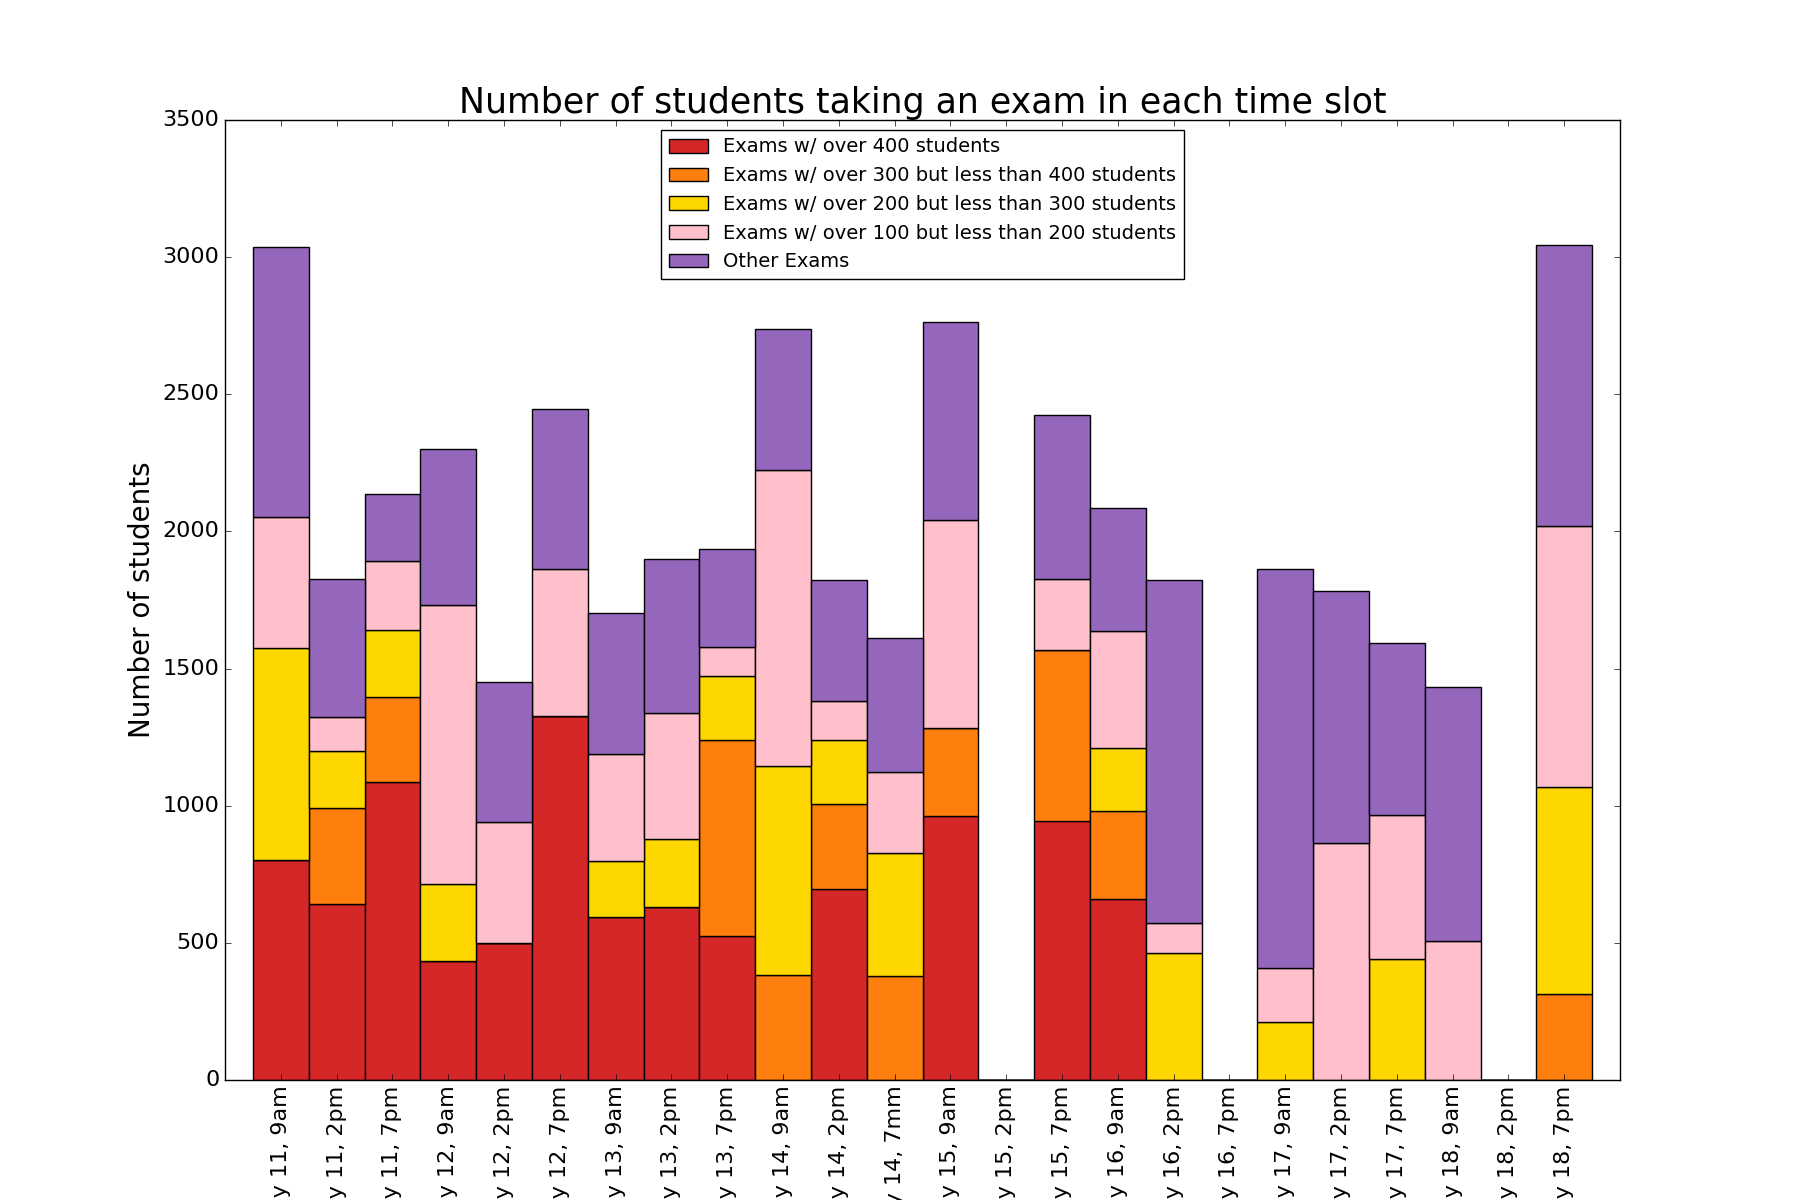 Number of students taking an exam in each time slot
Exams w/ over 400 students
Exams w/ over 300 but less than 400 students
Exams w/ over 200 but less than 300 students
Exams w/ over 100 but less than 200 students
Other Exams
Number of students
3500
3000
2500
2000
1500
1000
500
0
y 11, 9am
y 11, 2pm
y 11, 7pm
y 12, 9am
y 12, 2pm
y 12, 7pm
y 13, 9am
y 13, 2pm
y 13, 7pm
y 14, 9am
y 14, 2pm
y 14, 7mm
y 15, 9am
y 15, 2pm
y 15, 7pm
y 16, 9am
y 16, 2pm
y 16, 7pm
y 17, 9am
y 17, 2pm
y 17, 7pm
y 18, 9am
y 18, 2pm
y 18, 7pm